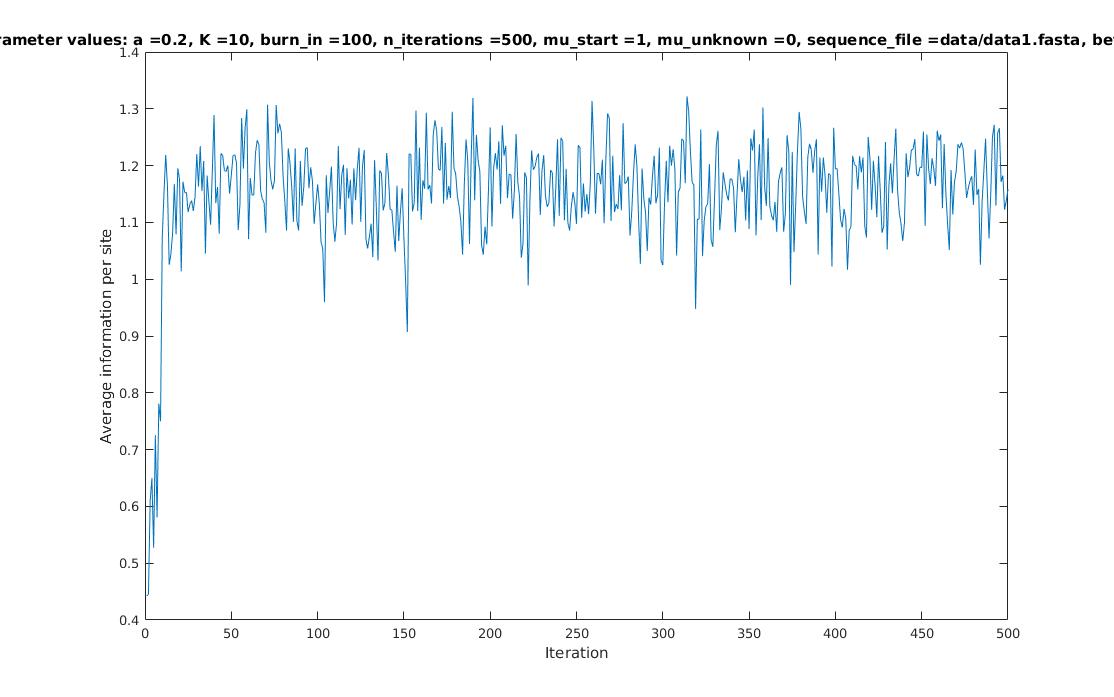 values: a =0.2, K =10, burn_in =100, n_iterations =500, mu_start =1, mu_unknown =0, sequence_file =data/data1.fasta,
1.4
1.3
1.2
1.1
1
0.9
0.8
0.7
0.6
0.5
0.4
Average information per site
0 50 100 150 200 250 300 350 400 450 500
Iteration